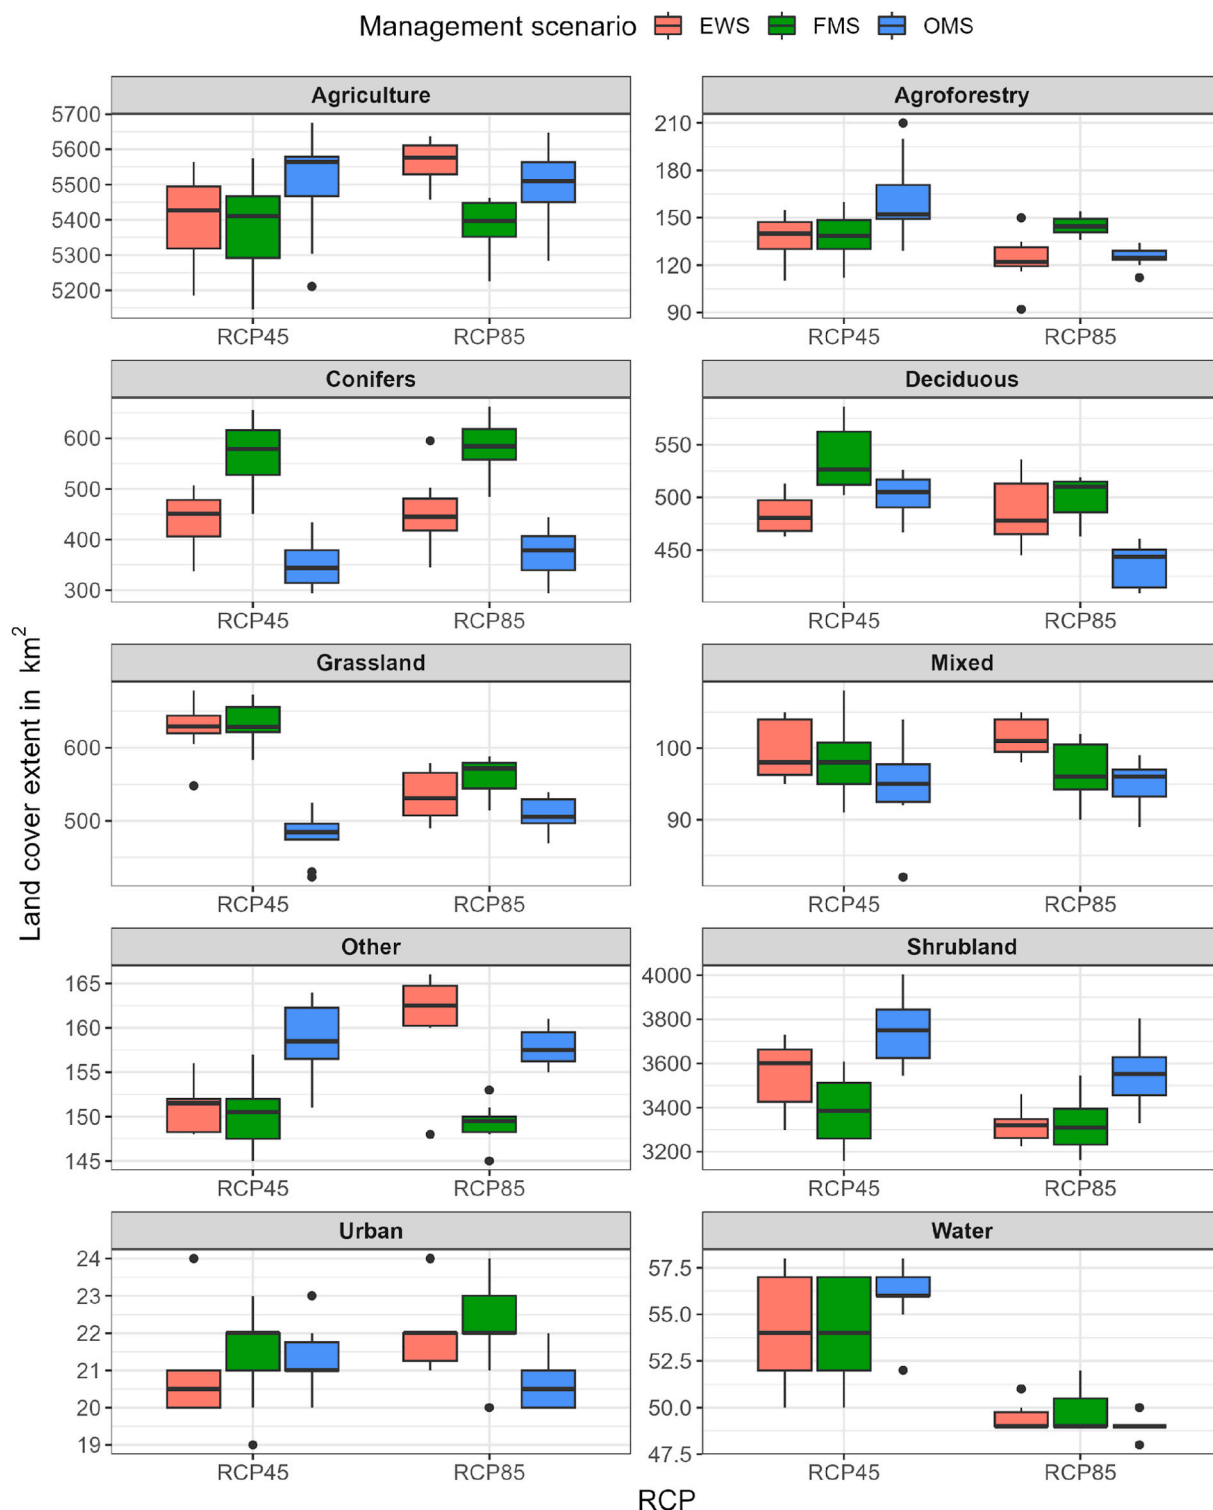 Management scenario EWS FMS OMS
Agriculture
5700
5600
5500
5400
5300
5200
RCP45 RCP85
Agroforestry
210
180
150
120
90
RCP45 RCP85
Conifers
600
500
400
300
RCP45 RCP85
Deciduous
550
500
450
RCP45 RCP85
Grassland
600
500
RCP45 RCP85
Mixed
100
90
RCP45 RCP85
Other
165
160
155
150
145
RCP45 RCP85
Shrubland
4000
3800
3600
3400
3200
RCP45 RCP85
Urban
24
23
22
21
20
19
RCP45 RCP85
Water
57.5
55.0
52.5
50.0
47.5
RCP45 RCP85
Land cover extent in km²
RCP